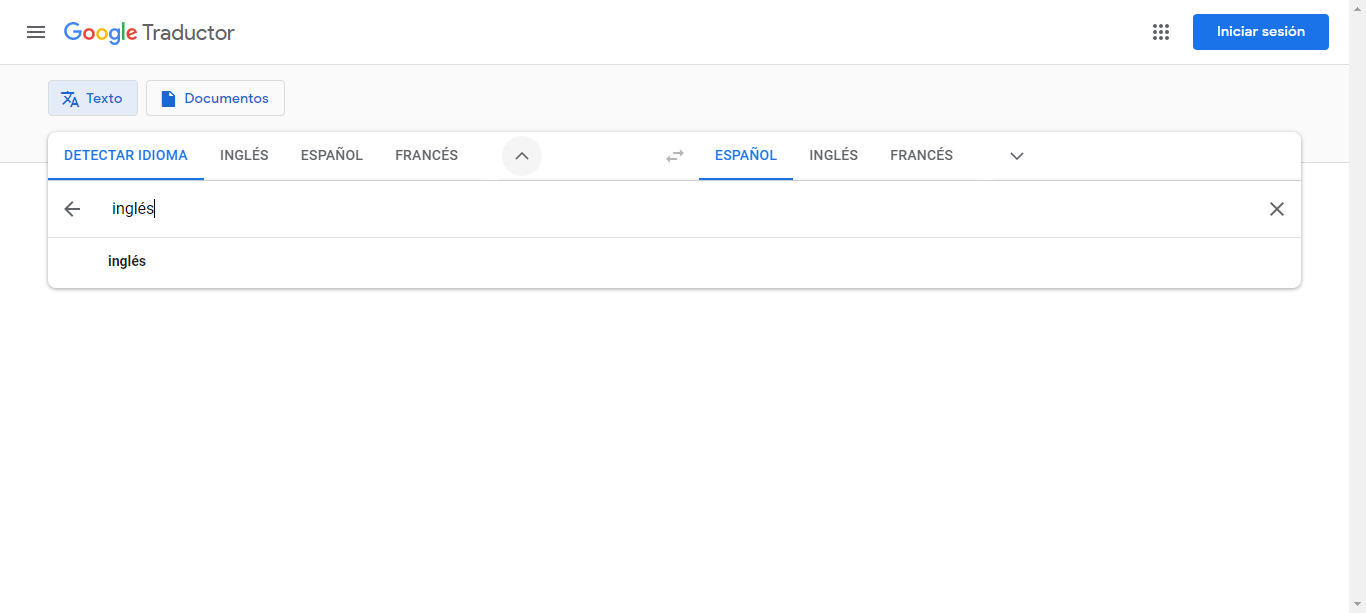 Google Traductor
Iniciar sesión
Texto
Documentos
DETECTAR IDIOMA INGLÉS ESPAÑOL FRANCÉS ESPAÑOL INGLÉS FRANCÉS
inglés
inglés